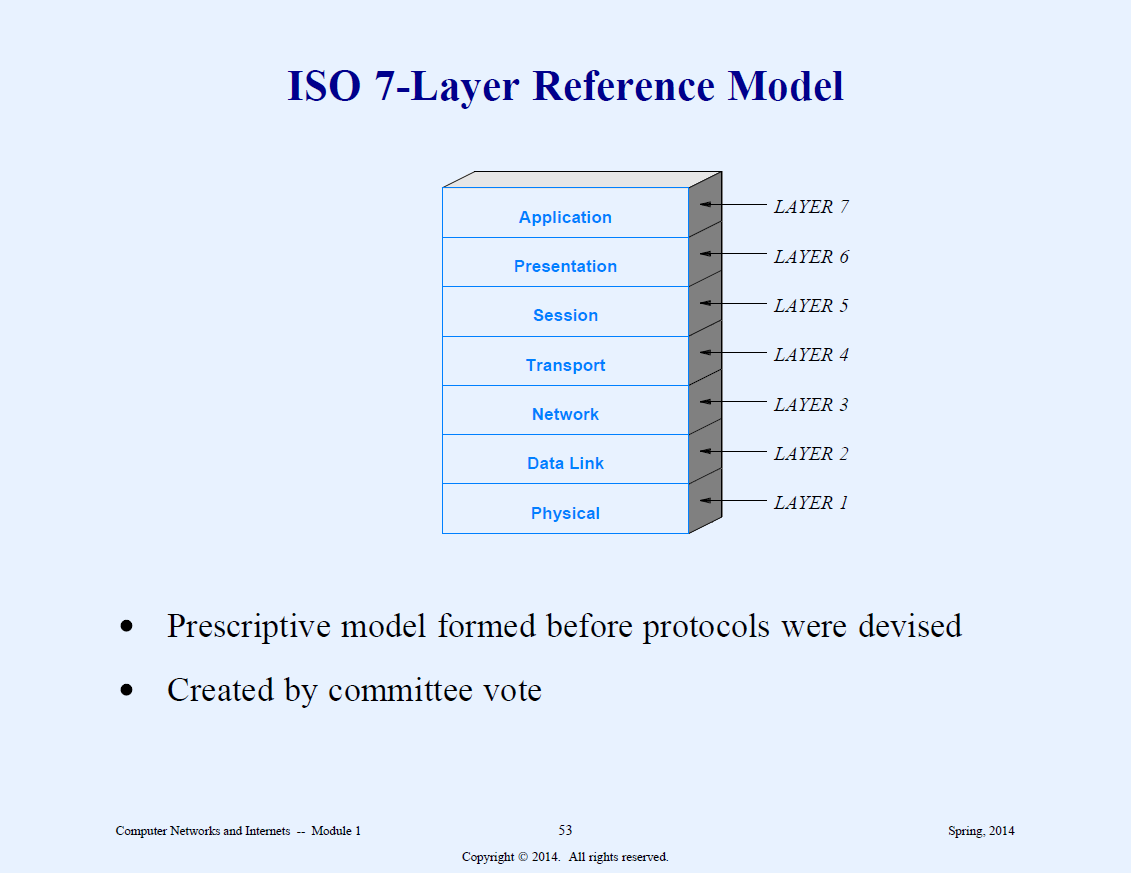 ISO 7-Layer Reference Model
Application
LAYER 7
Presentation
LAYER 6
Session
LAYER 5
Transport
LAYER 4
Network
LAYER 3
Data Link
LAYER 2
Physical
LAYER 1
• Prescriptive model formed before protocols were devised
• Created by committee vote
Computer Networks and Internets -- Module 1
53
Spring, 2014
Copyright © 2014. All rights reserved.